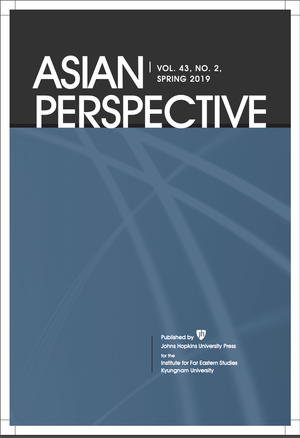 ASIAN
VOL. 43, NO. 2,
SPRING 2019
PERSPECTIVE
Published by
Johns Hopkins University Press
for the
Institute for Far Eastern Studies
Kyungnam University